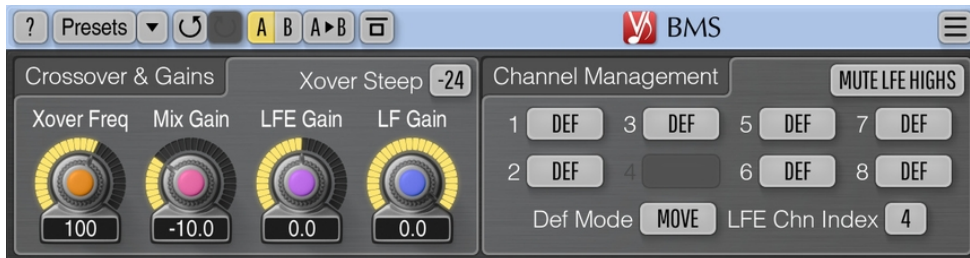 ? Presets ▼ A B A▶B BMS
Crossover & Gains Xover Steep -24 Channel Management MUTE LFE HIGHS
Xover Freq Mix Gain LFE Gain LF Gain
1 DEF 3 DEF 5 DEF 7 DEF
2 DEF 4 6 DEF 8 DEF
100 -10.0 0.0 0.0
Def Mode MOVE LFE Chn Index 4